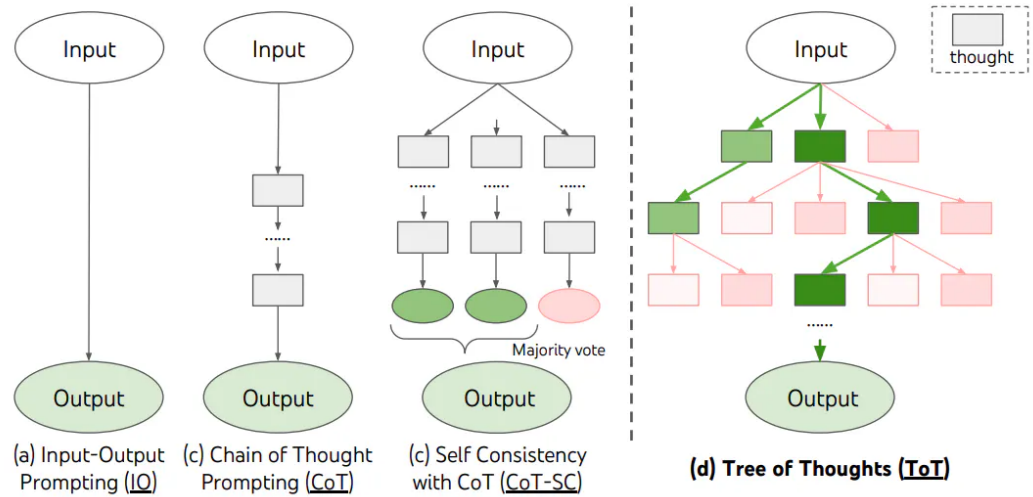 Input
Input
Input
Input
thought
......
......
......
......
......
Majority vote
Output
Output
Output
Output
(a) Input-Output
Prompting (IO)
(c) Chain of Thought
Prompting (CoT)
(c) Self Consistency
with CoT (CoT-SC)
(d) Tree of Thoughts (ToT)